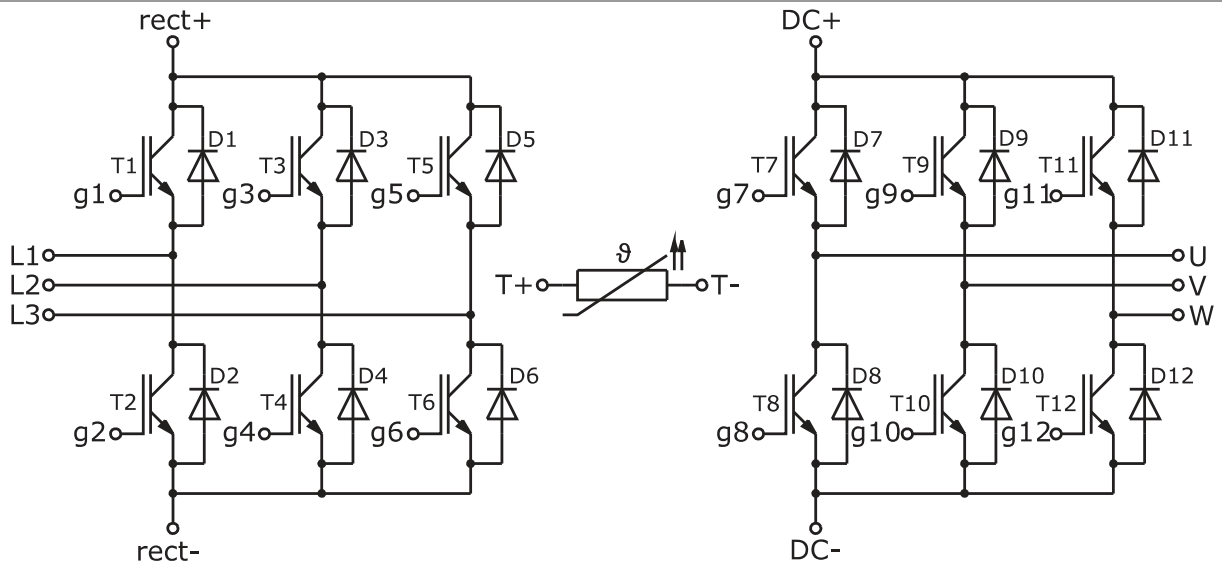 rect+
DC+
T1
D1
T3
D3
T5
D5
T7
D7
T9
D9
T11
D11
g1
g3
g5
g7
g9
g11
L1
L2
L3
T+
ϑ
T-
U
V
W
T2
D2
T4
D4
T6
D6
T8
D8
T10
D10
T12
D12
g2
g4
g6
g8
g10
g12
rect-
DC-